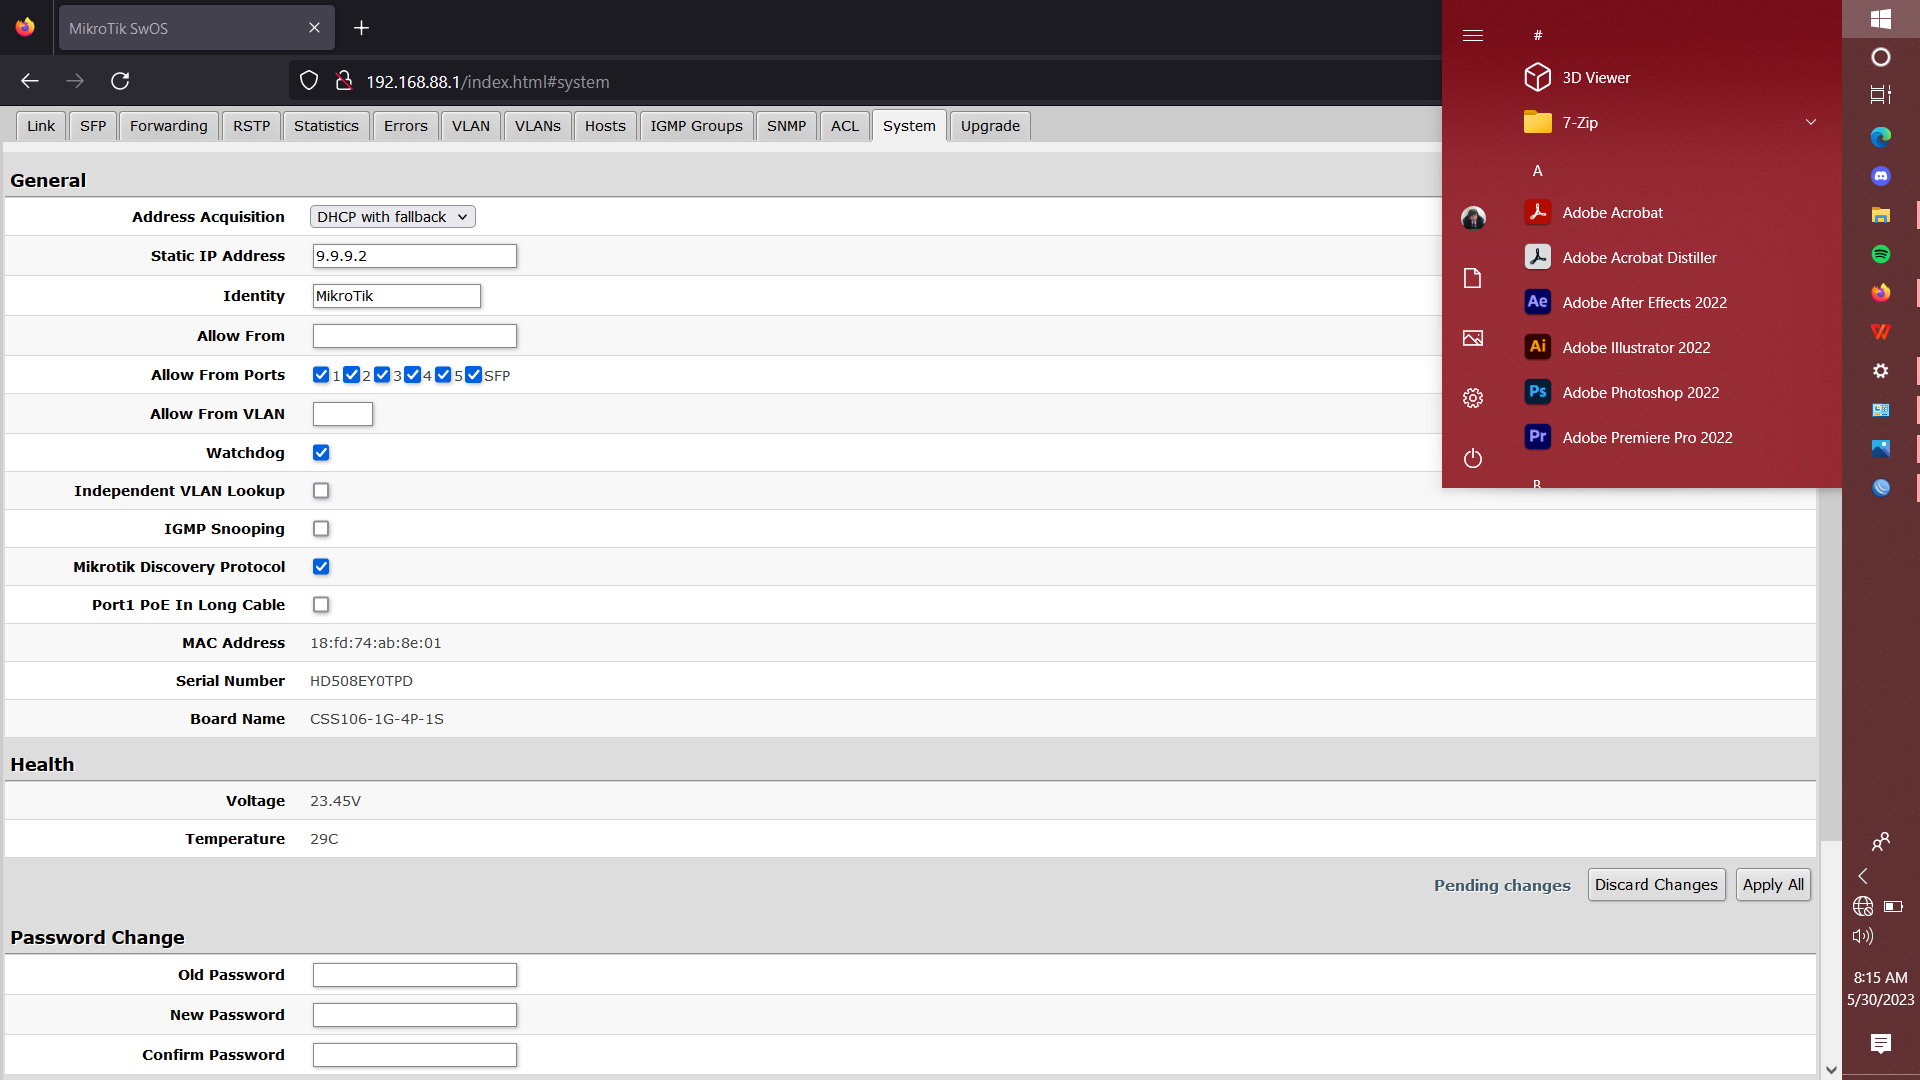 MikroTik SwOS
192.168.88.1/index.html#system
Link SFP Forwarding RSTP Statistics Errors VLAN VLANs Hosts IGMP Groups SNMP ACL System Upgrade
General
Address Acquisition DHCP with fallback
Static IP Address 9.9.9.2
Identity MikroTik
Allow From
Allow From Ports 1 2 3 4 5 SFP
Allow From VLAN
Watchdog
Independent VLAN Lookup
IGMP Snooping
Mikrotik Discovery Protocol
Port1 PoE In Long Cable
MAC Address 18:fd:74:ab:8e:01
Serial Number HD508EY0TPD
Board Name CSS106-1G-4P-1S
Health
Voltage 23.45V
Temperature 29C
Pending changes Discard Changes Apply All
Password Change
Old Password
New Password
Confirm Password
#
3D Viewer
7-Zip
A
Adobe Acrobat
Adobe Acrobat Distiller
Ae Adobe After Effects 2022
Ai Adobe Illustrator 2022
Ps Adobe Photoshop 2022
Pr Adobe Premiere Pro 2022
8:15 AM
5/30/2023